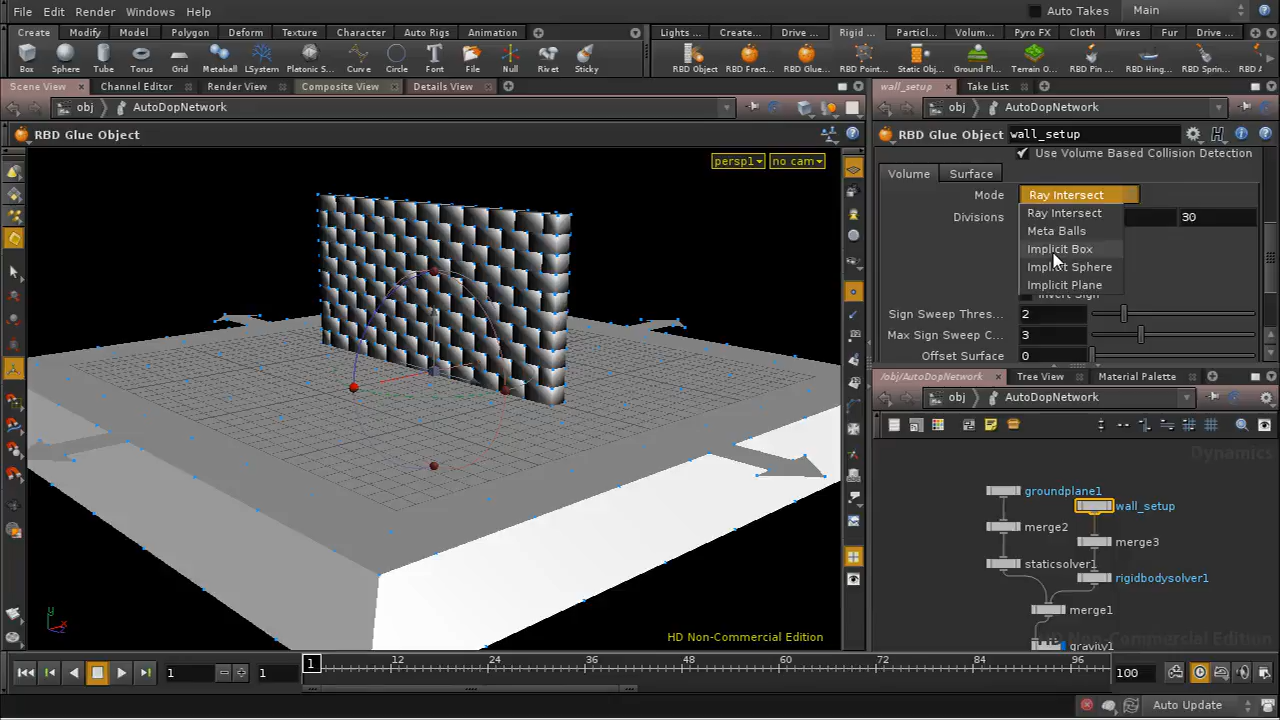 File Edit Render Windows Help Auto Takes Main
Create Modify Model Polygon Deform Texture Character Auto Rigs Animation Lights ... Create... Drive ... Rigid ... Particl... Volum... Pyro FX Cloth Wires Fur Drive ...
Box Sphere Tube Torus Grid Metaball LSystem Platonic S... Curve Circle Font File Null Rivet Sticky RBD Object RBD Fract... RBD Glue... RBD Point... Static Obj... Ground Pl... Terrain O... RBD Pin ... RBD Hing... RBD Sprin...
Scene View Channel Editor Render View Composite View Details View wall_setup Take List
obj AutoDopNetwork obj AutoDopNetwork
RBD Glue Object RBD Glue Object wall_setup
persp1 no cam Use Volume Based Collision Detection
Volume Surface
Mode Ray Intersect
Ray Intersect
Divisions 30
Meta Balls
Implicit Box
Implicit Sphere
Implicit Plane
Sign Sweep Thres... 2
Max Sign Sweep C... 3
Offset Surface 0
/obj/AutoDopNetwork Tree View Material Palette
obj AutoDopNetwork
Dynamics
groundplane1
wall_setup
merge2
merge3
staticsolver1
rigidbodysolver1
merge1
gravity1
HD Non-Commercial Edition
y x z
1 1 1 12 24 36 48 60 72 84 96 100
Auto Update